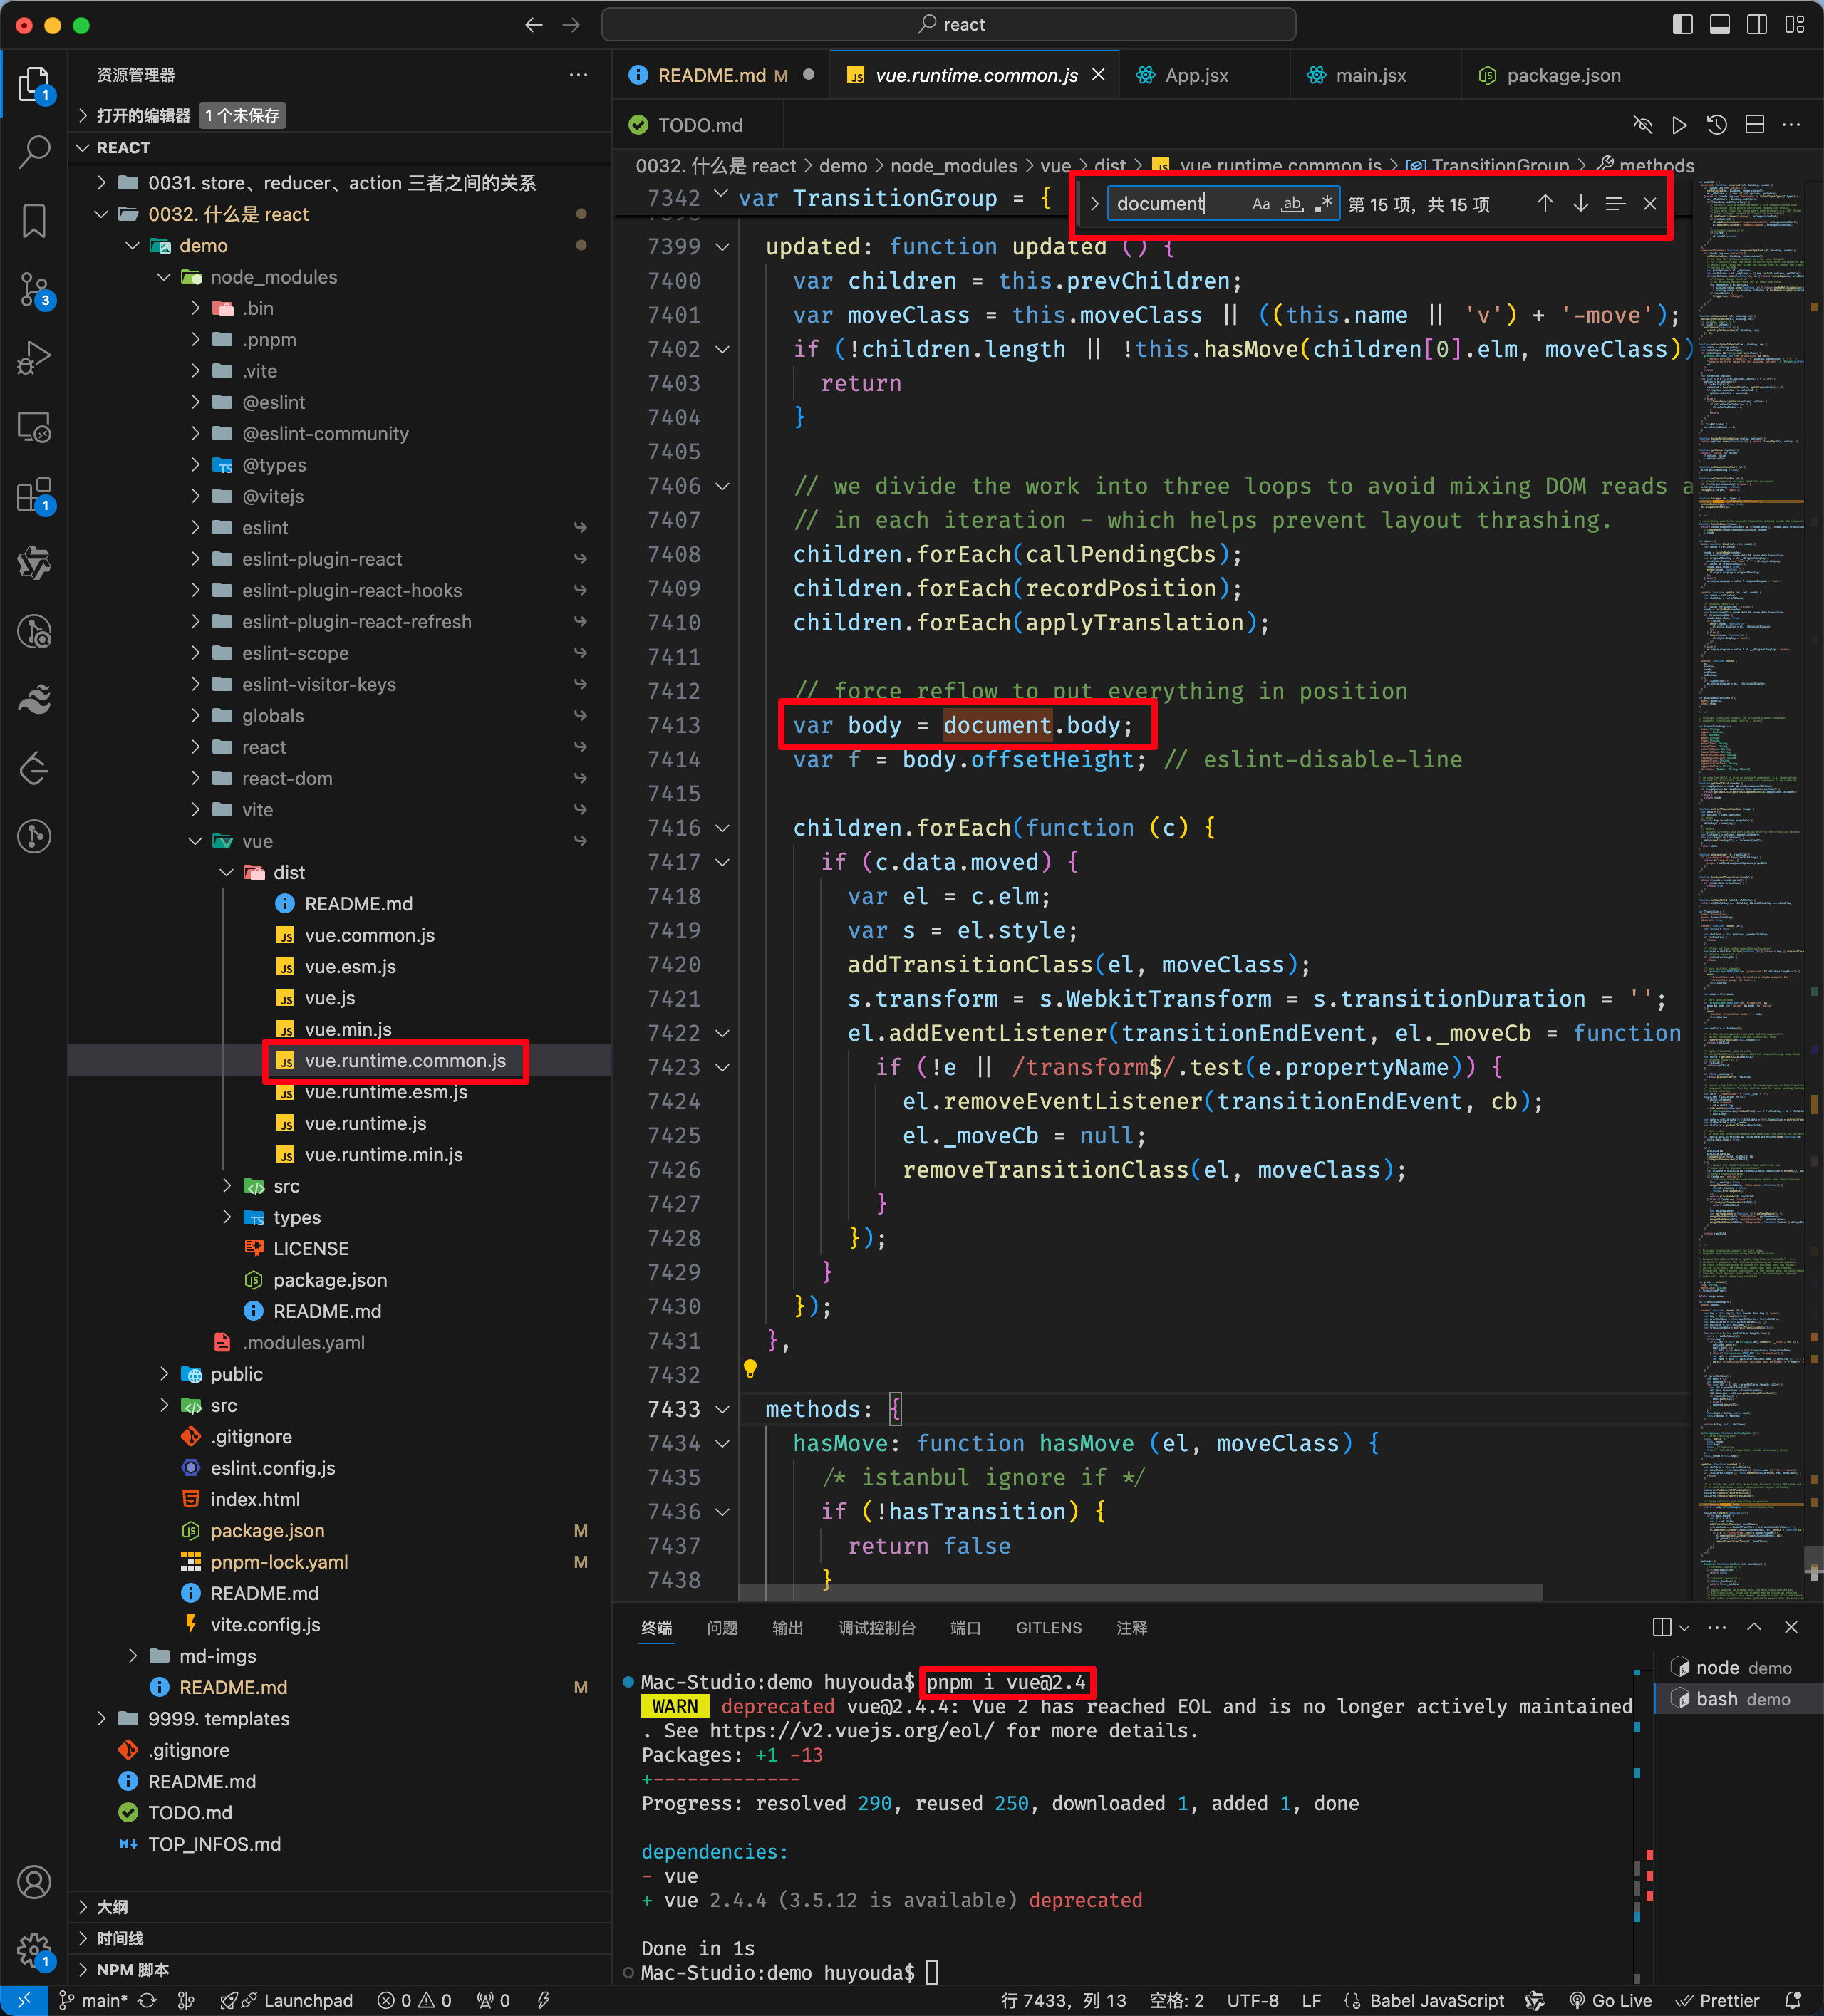 react
资源管理器
打开的编辑器 1 个未保存
REACT
0031. store、reducer、action 三者之间的关系
0032. 什么是 react
demo
node_modules
.bin
.pnpm
.vite
@eslint
@eslint-community
@types
@vitejs
eslint
eslint-plugin-react
eslint-plugin-react-hooks
eslint-plugin-react-refresh
eslint-scope
eslint-visitor-keys
globals
react
react-dom
vite
vue
dist
README.md
vue.common.js
vue.esm.js
vue.js
vue.min.js
vue.runtime.common.js
vue.runtime.esm.js
vue.runtime.js
vue.runtime.min.js
src
types
LICENSE
package.json
README.md
.modules.yaml
public
src
.gitignore
eslint.config.js
index.html
package.json M
pnpm-lock.yaml M
README.md
vite.config.js
md-imgs
README.md M
9999. templates
.gitignore
README.md
TODO.md
TOP_INFOS.md
大纲
时间线
NPM 脚本
README.md M
vue.runtime.common.js
App.jsx
main.jsx
package.json
TODO.md
0032. 什么是 react > demo > node_modules > vue > dist > vue.runtime.common.js > TransitionGroup > methods
document Aa ab .* 第 15 项，共 15 项
7342 var TransitionGroup = {
7399 updated: function updated () {
7400 var children = this.prevChildren;
7401 var moveClass = this.moveClass || ((this.name || 'v') + '-move');
7402 if (!children.length || !this.hasMove(children[0].elm, moveClass))
7403 return
7404 }
7405
7406 // we divide the work into three loops to avoid mixing DOM reads a
7407 // in each iteration - which helps prevent layout thrashing.
7408 children.forEach(callPendingCbs);
7409 children.forEach(recordPosition);
7410 children.forEach(applyTranslation);
7411
7412 // force reflow to put everything in position
7413 var body = document.body;
7414 var f = body.offsetHeight; // eslint-disable-line
7415
7416 children.forEach(function (c) {
7417 if (c.data.moved) {
7418 var el = c.elm;
7419 var s = el.style;
7420 addTransitionClass(el, moveClass);
7421 s.transform = s.WebkitTransform = s.transitionDuration = '';
7422 el.addEventListener(transitionEndEvent, el._moveCb = function
7423 if (!e || /transform$/.test(e.propertyName)) {
7424 el.removeEventListener(transitionEndEvent, cb);
7425 el._moveCb = null;
7426 removeTransitionClass(el, moveClass);
7427 }
7428 });
7429 }
7430 });
7431 },
7432
7433 methods: {
7434 hasMove: function hasMove (el, moveClass) {
7435 /* istanbul ignore if */
7436 if (!hasTransition) {
7437 return false
7438 }
终端 问题 输出 调试控制台 端口 GITLENS 注释
Mac-Studio:demo huyouda$ pnpm i vue@2.4
WARN deprecated vue@2.4.4: Vue 2 has reached EOL and is no longer actively maintained
. See https://v2.vuejs.org/eol/ for more details.
Packages: +1 -13
+-------------
Progress: resolved 290, reused 250, downloaded 1, added 1, done
dependencies:
- vue
+ vue 2.4.4 (3.5.12 is available) deprecated
Done in 1s
Mac-Studio:demo huyouda$
node demo
bash demo
main* Launchpad 0 0 0
行 7433，列 13 空格: 2 UTF-8 LF Babel JavaScript Go Live Prettier